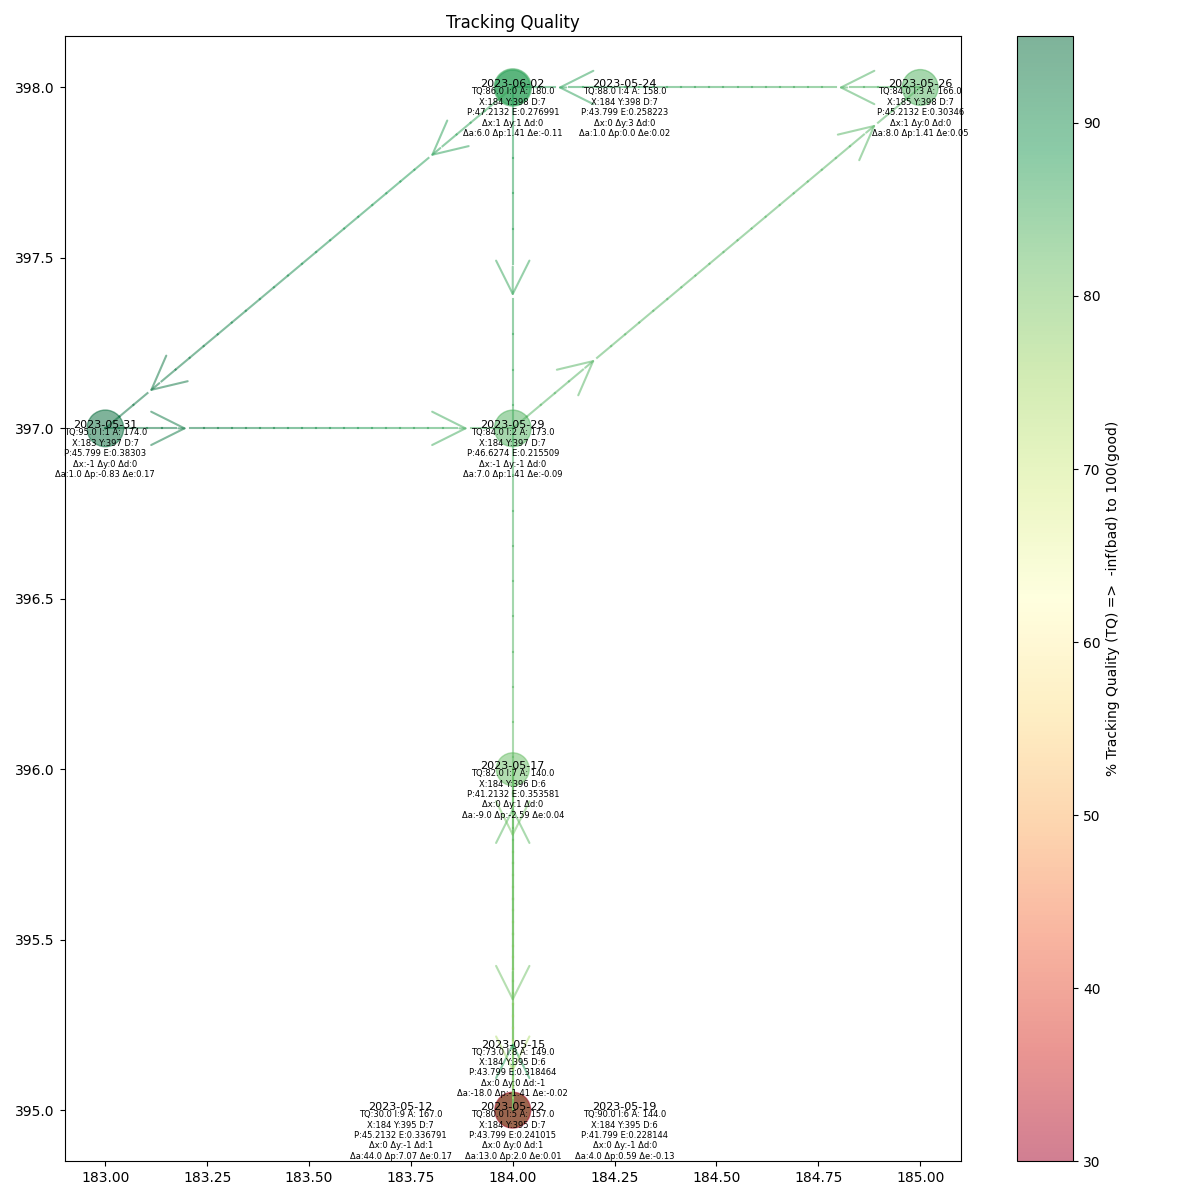 Tracking Quality
398.0
397.5
397.0
396.5
396.0
395.5
395.0
183.00
183.25
183.50
183.75
184.00
184.25
184.50
184.75
185.00
2023-06-02
TQ:86.0 I:0 A: 180.0
X:184 Y:398 D:7
P:47.2132 E:0.276991
Δx:1 Δy:1 Δd:0
Δa:6.0 Δp:1.41 Δe:-0.11
2023-05-24
TQ:88.0 I:4 A: 158.0
X:184 Y:398 D:7
P:43.799 E:0.258223
Δx:0 Δy:3 Δd:0
Δa:1.0 Δp:0.0 Δe:0.02
2023-05-26
TQ:84.0 I:3 A: 166.0
X:185 Y:398 D:7
P:45.2132 E:0.30346
Δx:1 Δy:0 Δd:0
Δa:8.0 Δp:1.41 Δe:0.05
2023-05-31
TQ:95.0 I:1 A: 174.0
X:183 Y:397 D:7
P:45.799 E:0.38303
Δx:-1 Δy:0 Δd:0
Δa:1.0 Δp:-0.83 Δe:0.17
2023-05-29
TQ:84.0 I:2 A: 173.0
X:184 Y:397 D:7
P:46.6274 E:0.215509
Δx:-1 Δy:-1 Δd:0
Δa:7.0 Δp:1.41 Δe:-0.09
2023-05-17
TQ:82.0 I:7 A: 140.0
X:184 Y:396 D:6
P:41.2132 E:0.353581
Δx:0 Δy:1 Δd:0
Δa:-9.0 Δp:-2.59 Δe:0.04
2023-05-15
TQ:73.0 I:8 A: 149.0
X:184 Y:395 D:6
P:43.799 E:0.318464
Δx:0 Δy:0 Δd:-1
Δa:-18.0 Δp:-1.41 Δe:-0.02
2023-05-12
TQ:30.0 I:9 A: 167.0
X:184 Y:395 D:7
P:45.2132 E:0.336791
Δx:0 Δy:-1 Δd:1
Δa:44.0 Δp:7.07 Δe:0.17
2023-05-22
TQ:80.0 I:5 A: 157.0
X:184 Y:395 D:7
P:43.799 E:0.241015
Δx:0 Δy:0 Δd:1
Δa:13.0 Δp:2.0 Δe:0.01
2023-05-19
TQ:90.0 I:6 A: 144.0
X:184 Y:395 D:6
P:41.799 E:0.228144
Δx:0 Δy:-1 Δd:0
Δa:4.0 Δp:0.59 Δe:-0.13
90
80
70
60
50
40
30
% Tracking Quality (TQ) => -inf(bad) to 100(good)